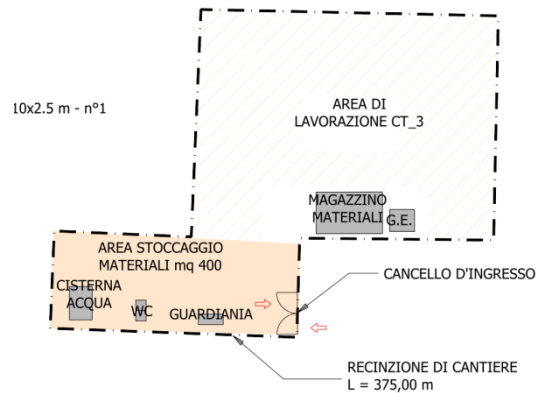 10x2.5 m - n°1
AREA DI
LAVORAZIONE CT_3
MAGAZZINO
MATERIALI
G.E.
AREA STOCCAGGIO
MATERIALI mq 400
CISTERNA
ACQUA
WC
GUARDIANIA
CANCELLO D'INGRESSO
RECINZIONE DI CANTIERE
L = 375,00 m